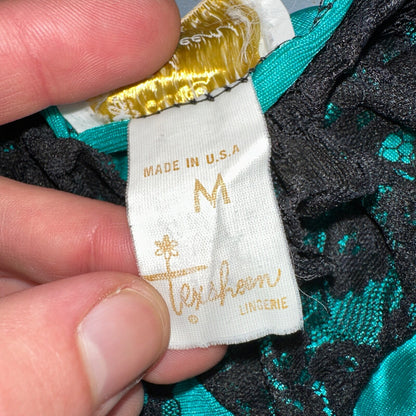 MADE IN U.S.A
M
Texsheen
®
LINGERIE